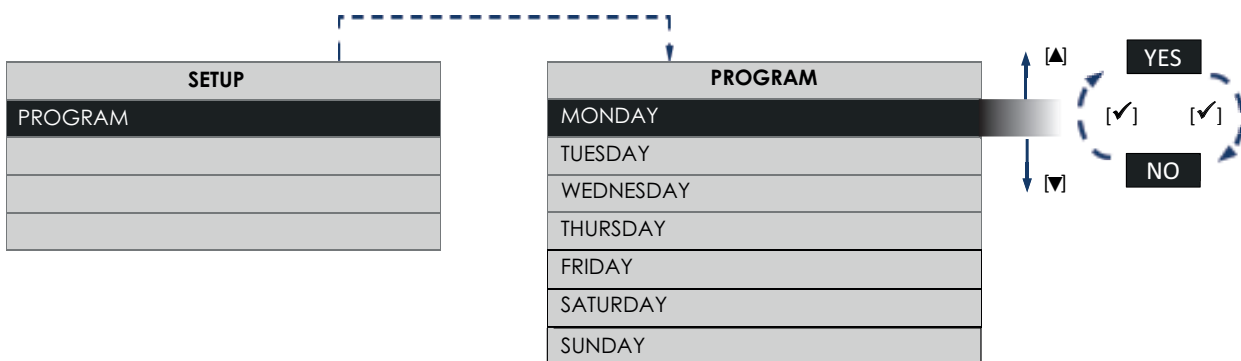 SETUP
PROGRAM
PROGRAM
MONDAY
TUESDAY
WEDNESDAY
THURSDAY
FRIDAY
SATURDAY
SUNDAY
[▲]
[▼]
YES
[✓] [✓]
NO